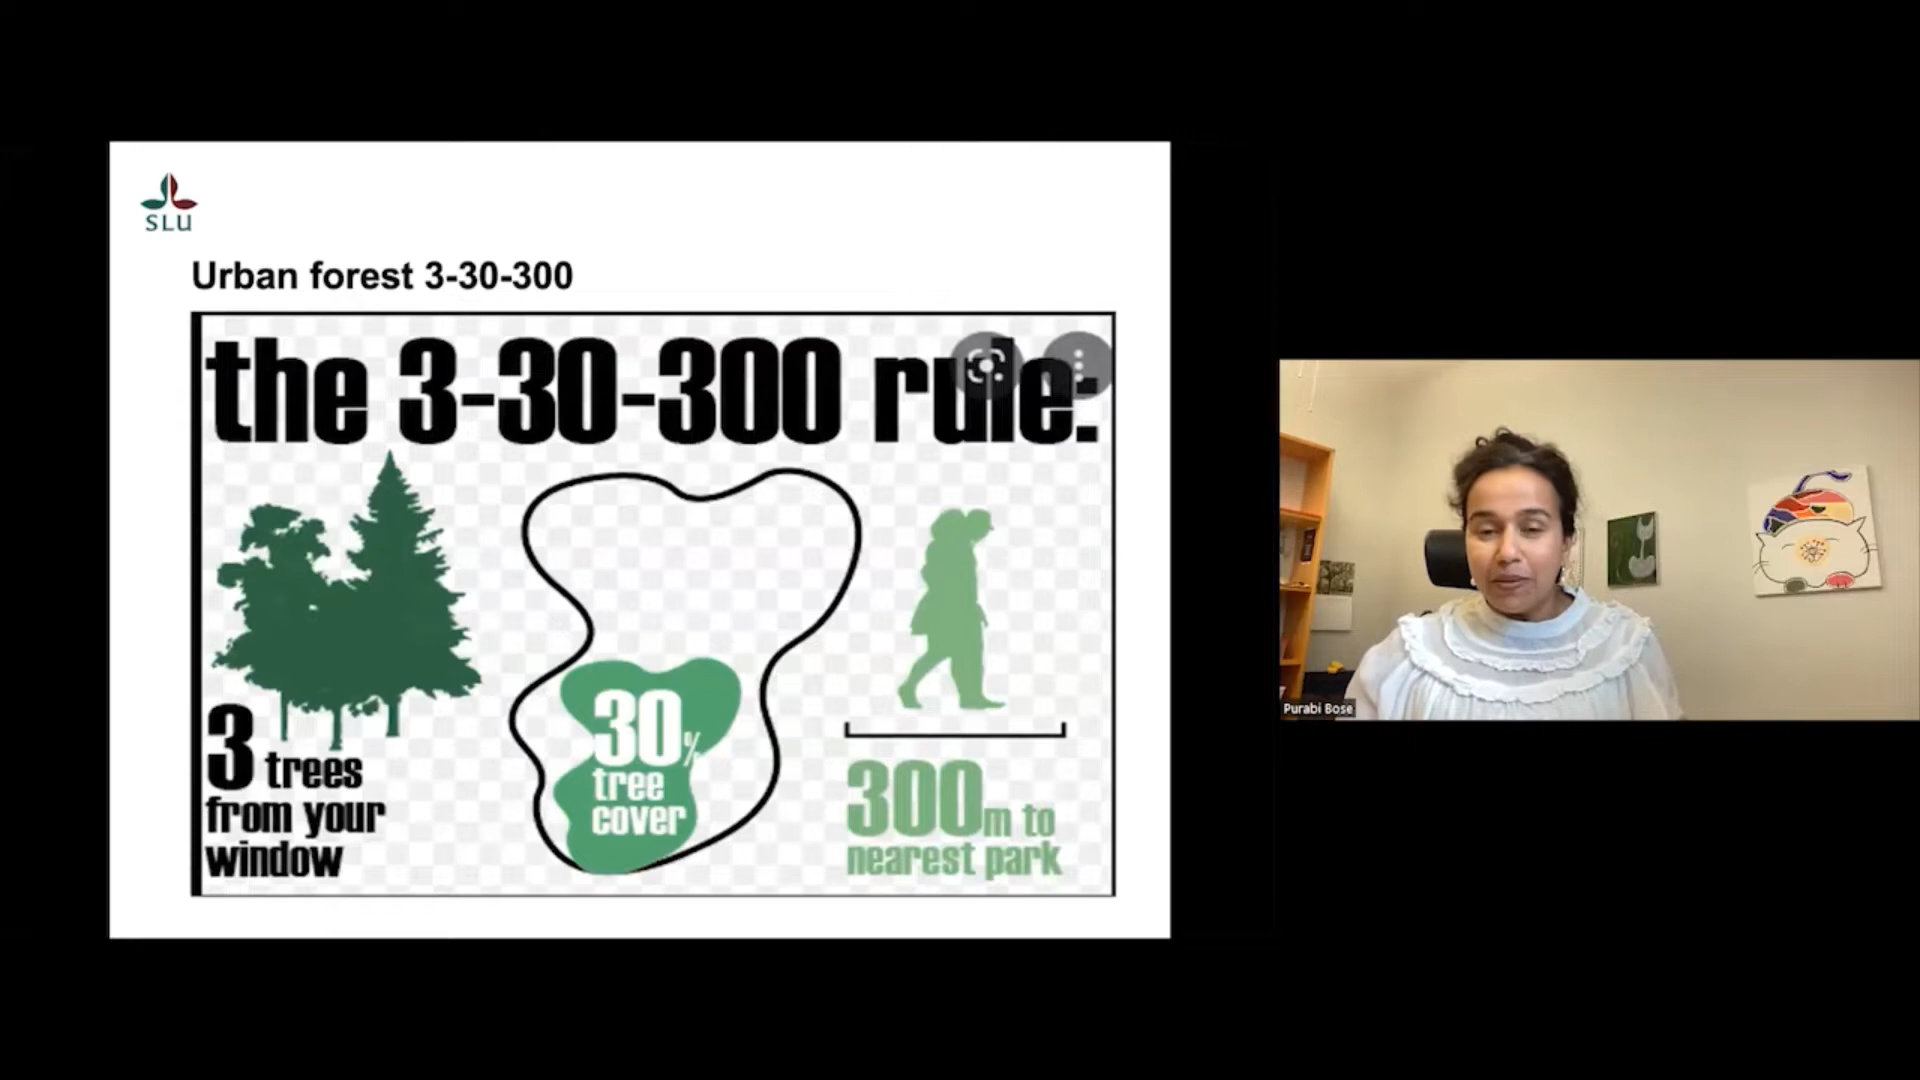 SLU
Urban forest 3-30-300
the 3-30-300 rule:
3 trees
from your
window
30%
tree
cover
300m to
nearest park
Purabi Bose